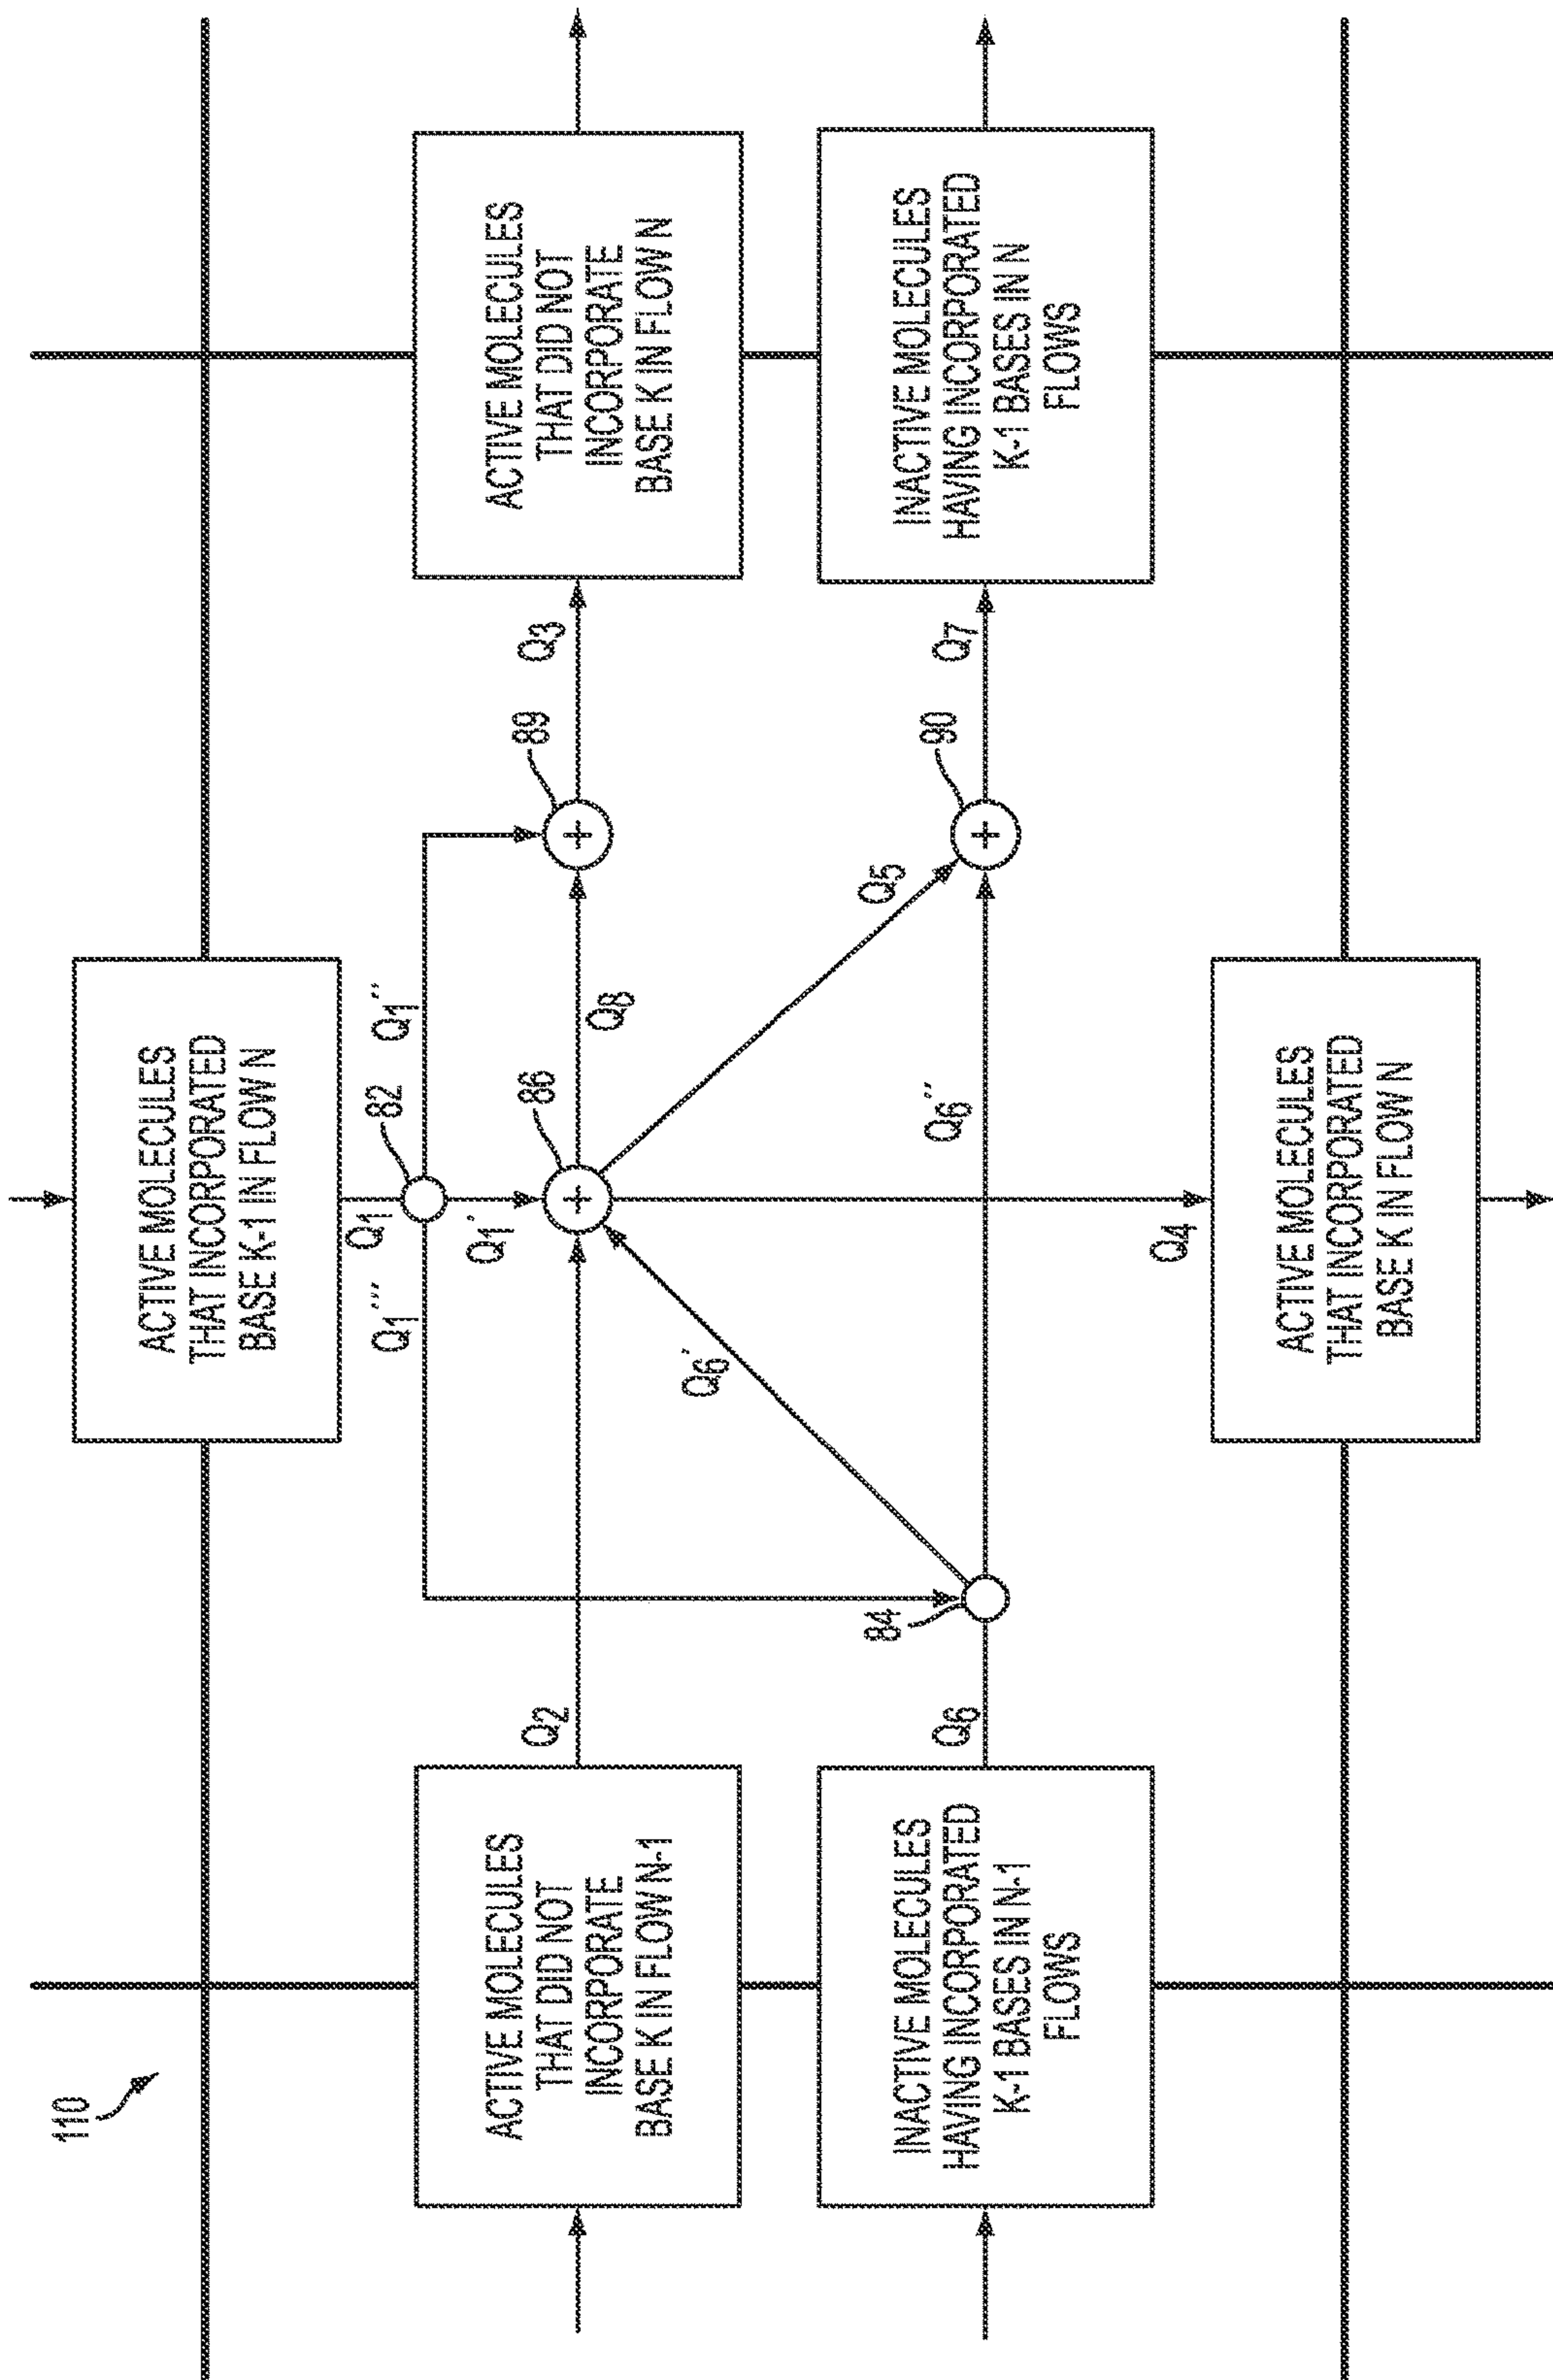 110
ACTIVE MOLECULES
THAT INCORPORATED
BASE K-1 IN FLOW N
Q1
82
Q1'''
Q1''
Q1'
ACTIVE MOLECULES
THAT DID NOT
INCORPORATE
BASE K IN FLOW N-1
Q2
86
Q8
89
Q3
ACTIVE MOLECULES
THAT DID NOT
INCORPORATE
BASE K IN FLOW N
Q6'
Q5
INACTIVE MOLECULES
HAVING INCORPORATED
K-1 BASES IN N-1
FLOWS
Q6
84
Q6''
90
Q7
INACTIVE MOLECULES
HAVING INCORPORATED
K-1 BASES IN N
FLOWS
Q4
ACTIVE MOLECULES
THAT INCORPORATED
BASE K IN FLOW N